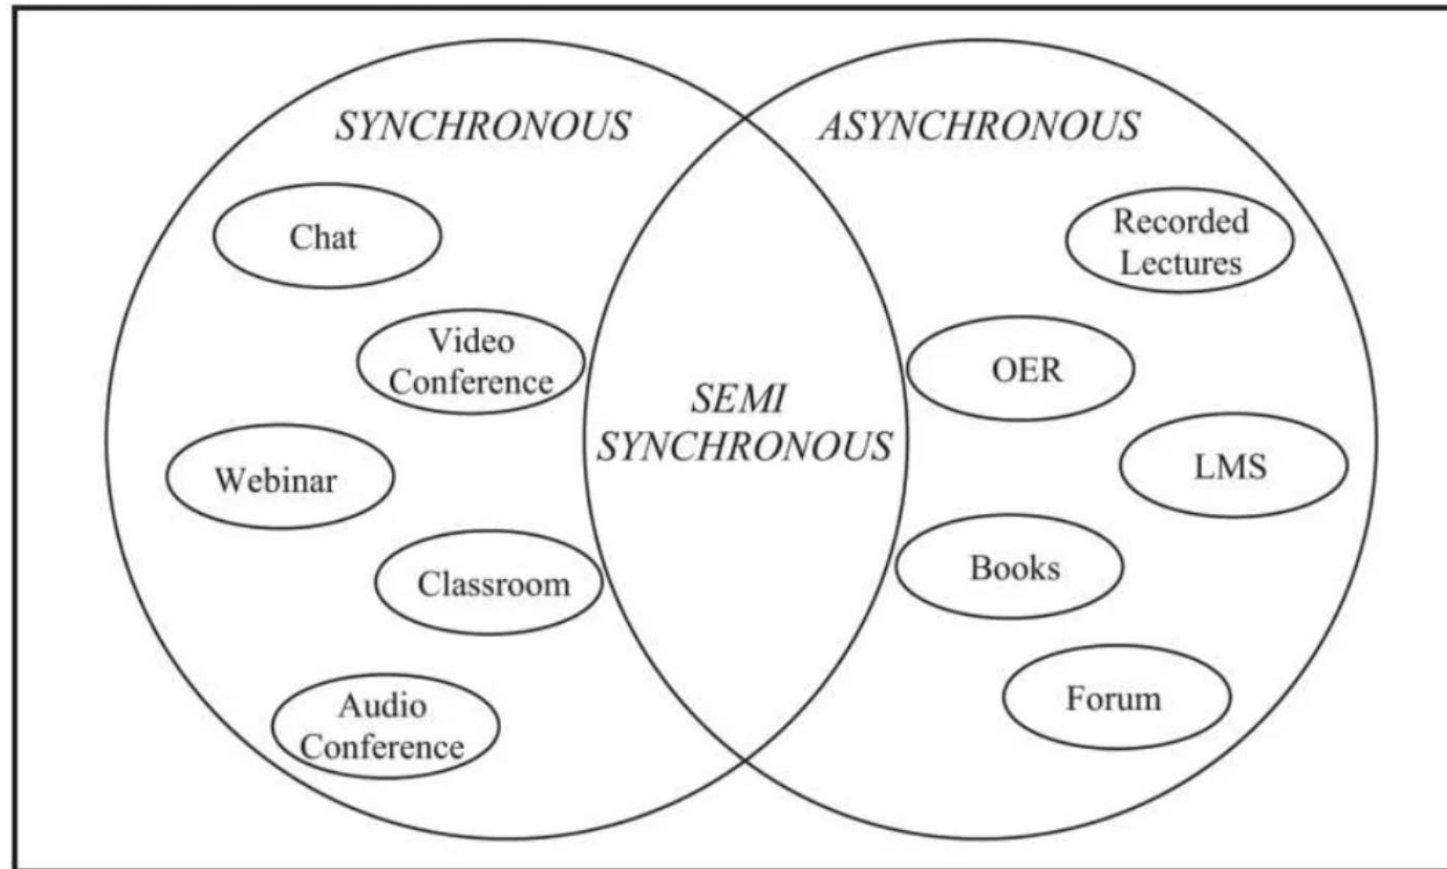 SYNCHRONOUS
Chat
Video
Conference
Webinar
Classroom
Audio
Conference
SEMI
SYNCHRONOUS
ASYNCHRONOUS
Recorded
Lectures
OER
LMS
Books
Forum